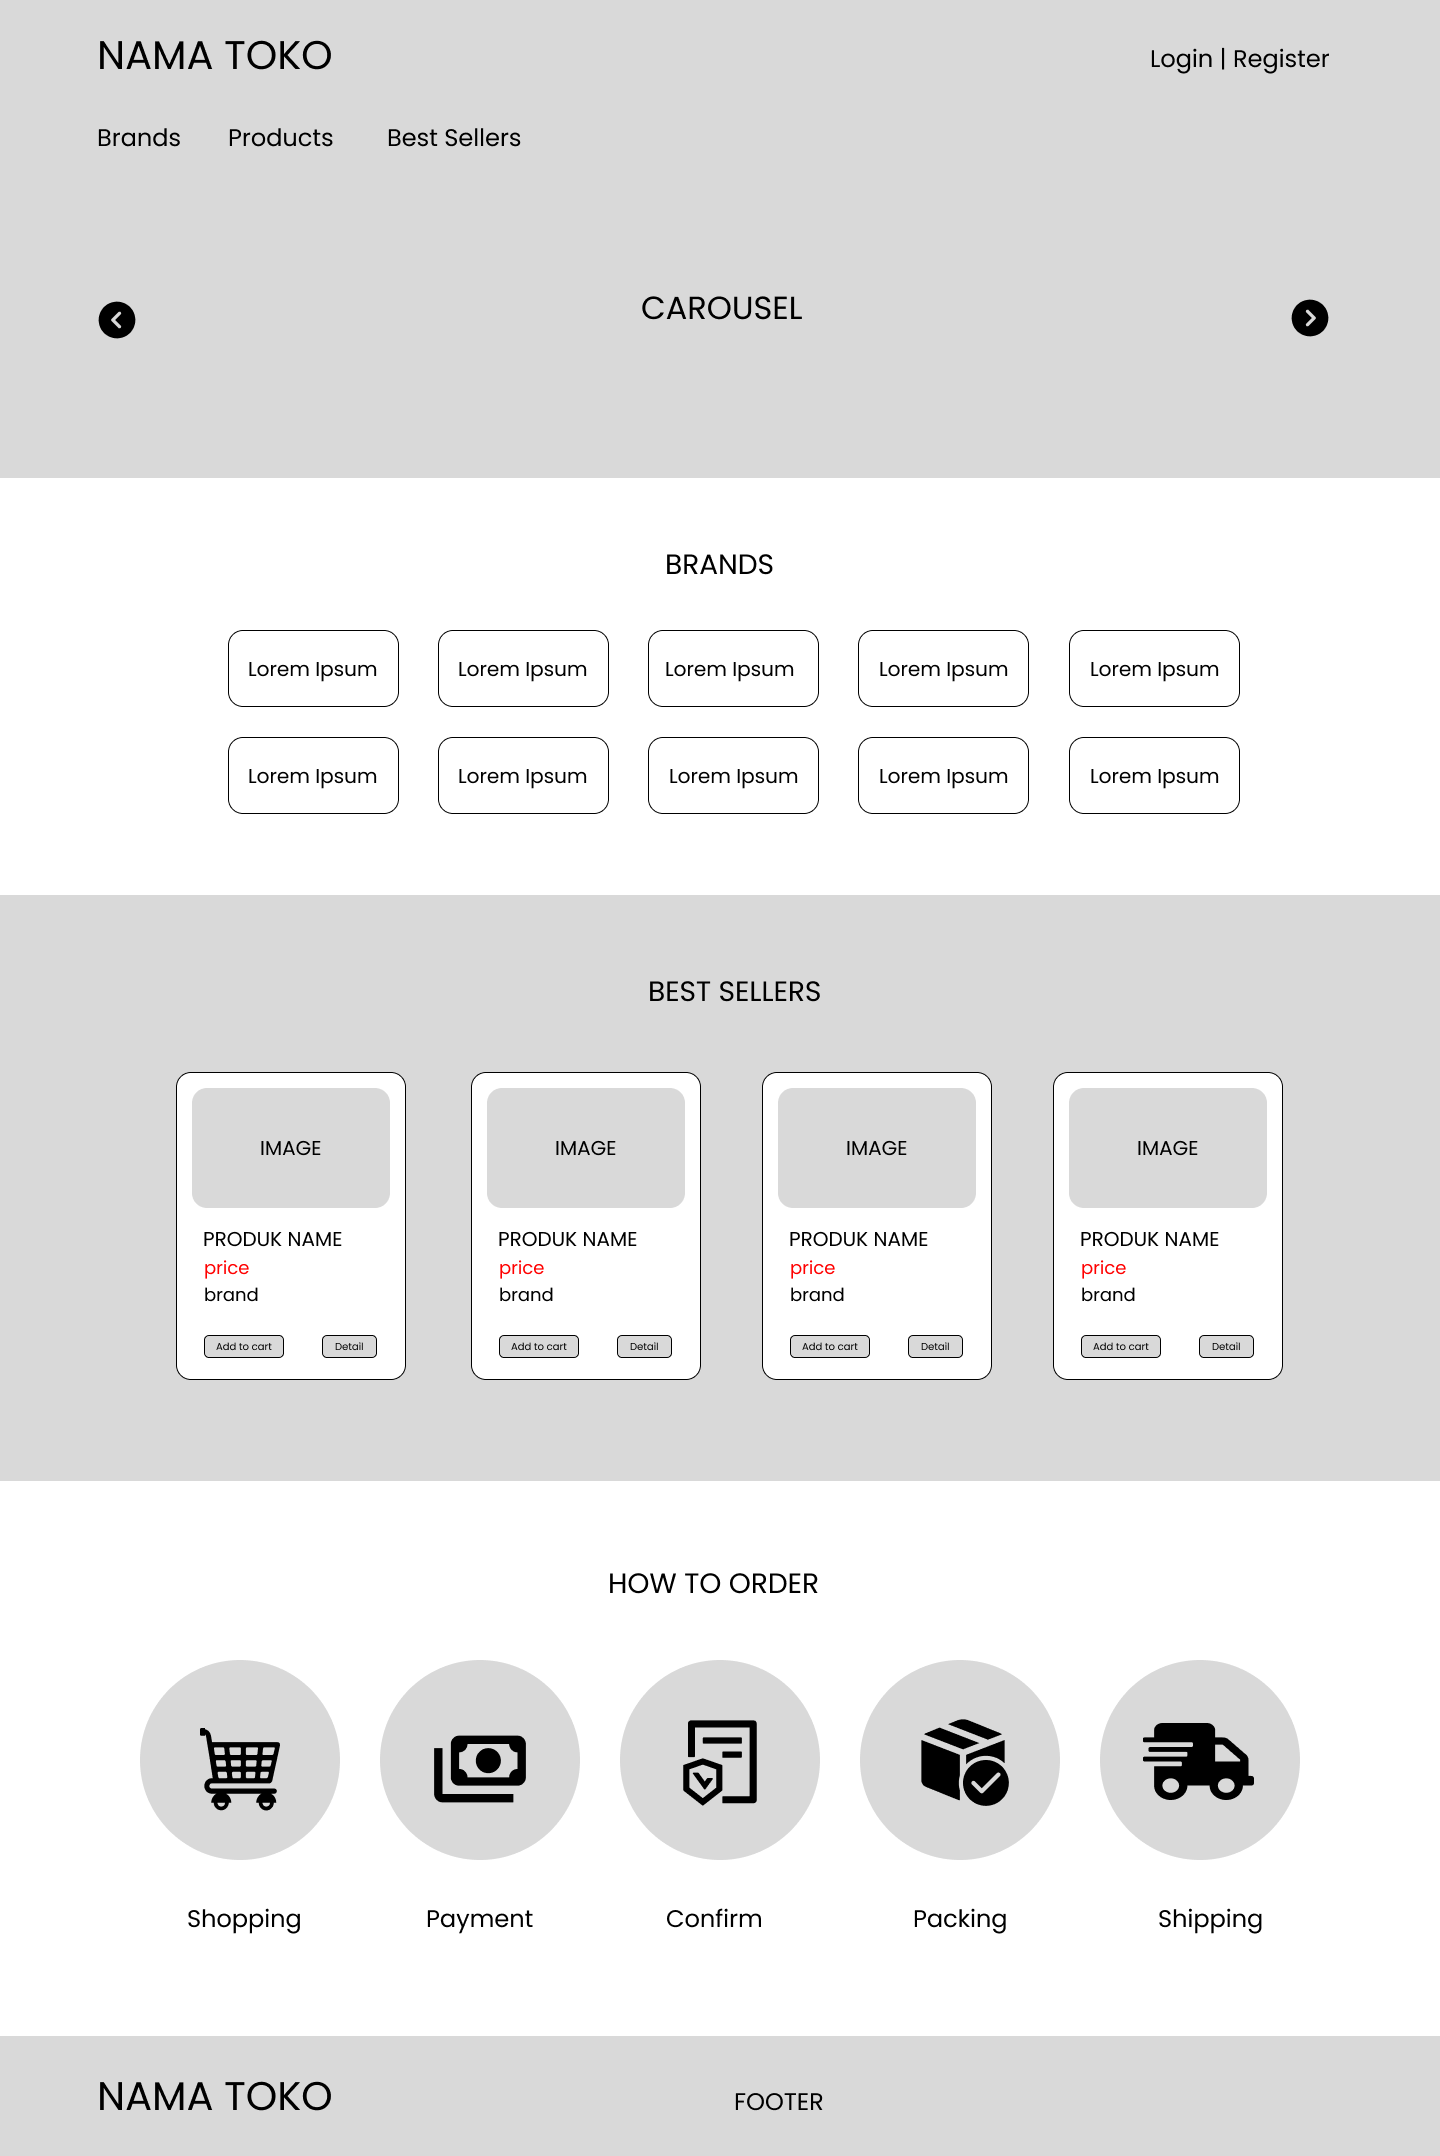 NAMA TOKO
Login | Register
Brands Products Best Sellers
CAROUSEL
BRANDS
Lorem Ipsum Lorem Ipsum Lorem Ipsum Lorem Ipsum Lorem Ipsum
Lorem Ipsum Lorem Ipsum Lorem Ipsum Lorem Ipsum Lorem Ipsum
BEST SELLERS
IMAGE IMAGE IMAGE IMAGE
PRODUK NAME PRODUK NAME PRODUK NAME PRODUK NAME
price price price price
brand brand brand brand
Add to cart Detail Add to cart Detail Add to cart Detail Add to cart Detail
HOW TO ORDER
Shopping Payment Confirm Packing Shipping
NAMA TOKO
FOOTER